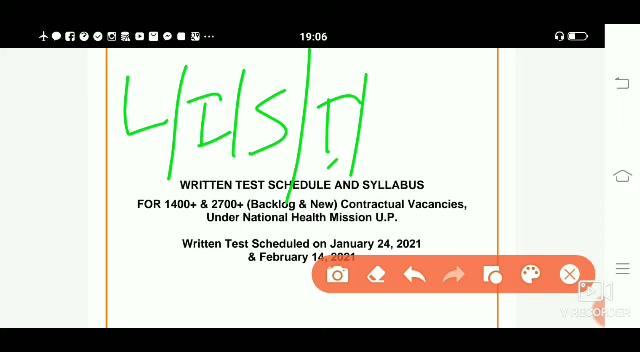 19:06
L/I/S/T/
WRITTEN TEST SCHEDULE AND SYLLABUS
FOR 1400+ & 2700+ (Backlog & New) Contractual Vacancies,
Under National Health Mission U.P.
Written Test Scheduled on January 24, 2021
& February 14, 2021
V RECORDER